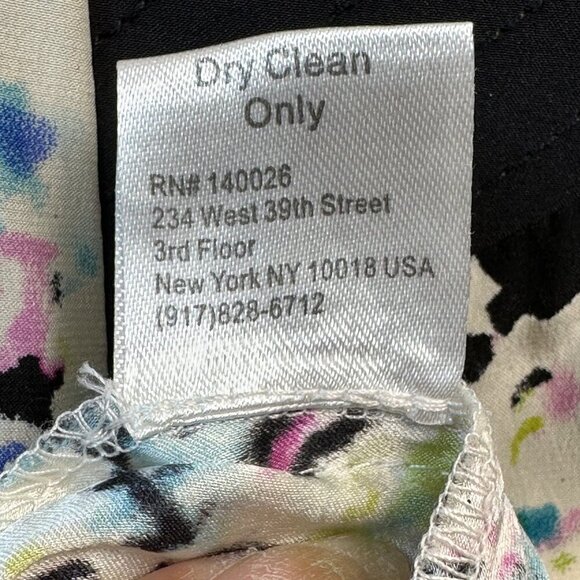 Dry Clean
Only
RN# 140026
234 West 39th Street
3rd Floor
New York NY 10018 USA
(917)828-6712